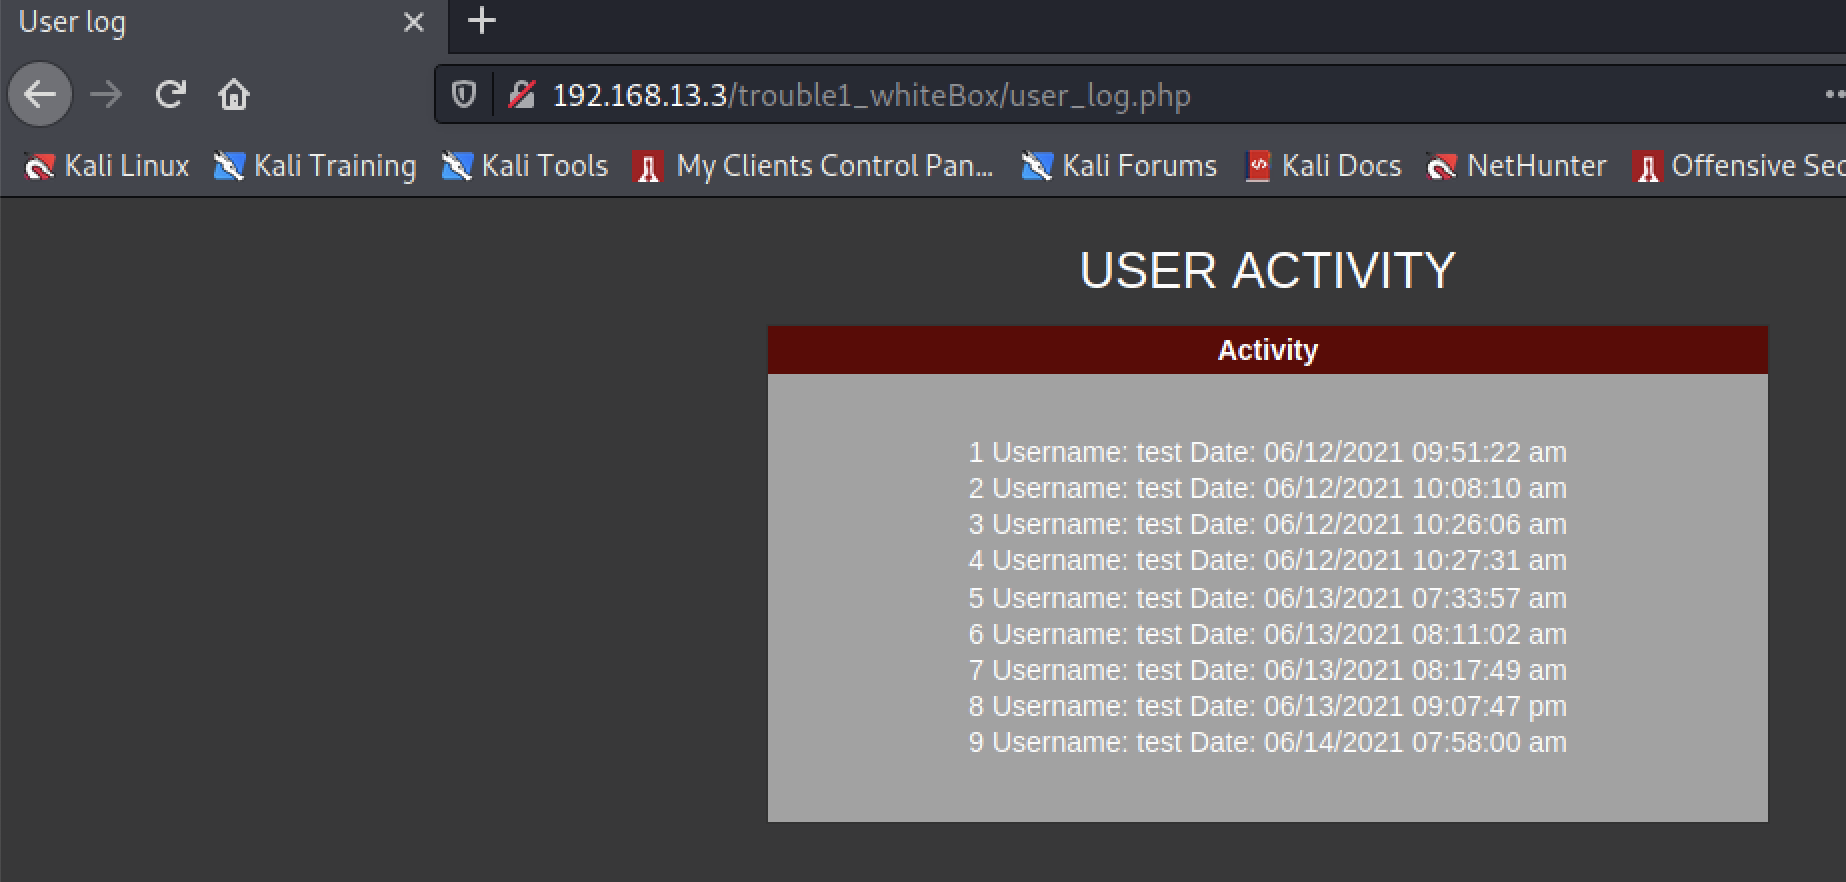 User log
192.168.13.3/trouble1_whiteBox/user_log.php
Kali Linux Kali Training Kali Tools My Clients Control Pan... Kali Forums Kali Docs NetHunter Offensive Sec
USER ACTIVITY
Activity
1 Username: test Date: 06/12/2021 09:51:22 am
2 Username: test Date: 06/12/2021 10:08:10 am
3 Username: test Date: 06/12/2021 10:26:06 am
4 Username: test Date: 06/12/2021 10:27:31 am
5 Username: test Date: 06/13/2021 07:33:57 am
6 Username: test Date: 06/13/2021 08:11:02 am
7 Username: test Date: 06/13/2021 08:17:49 am
8 Username: test Date: 06/13/2021 09:07:47 pm
9 Username: test Date: 06/14/2021 07:58:00 am